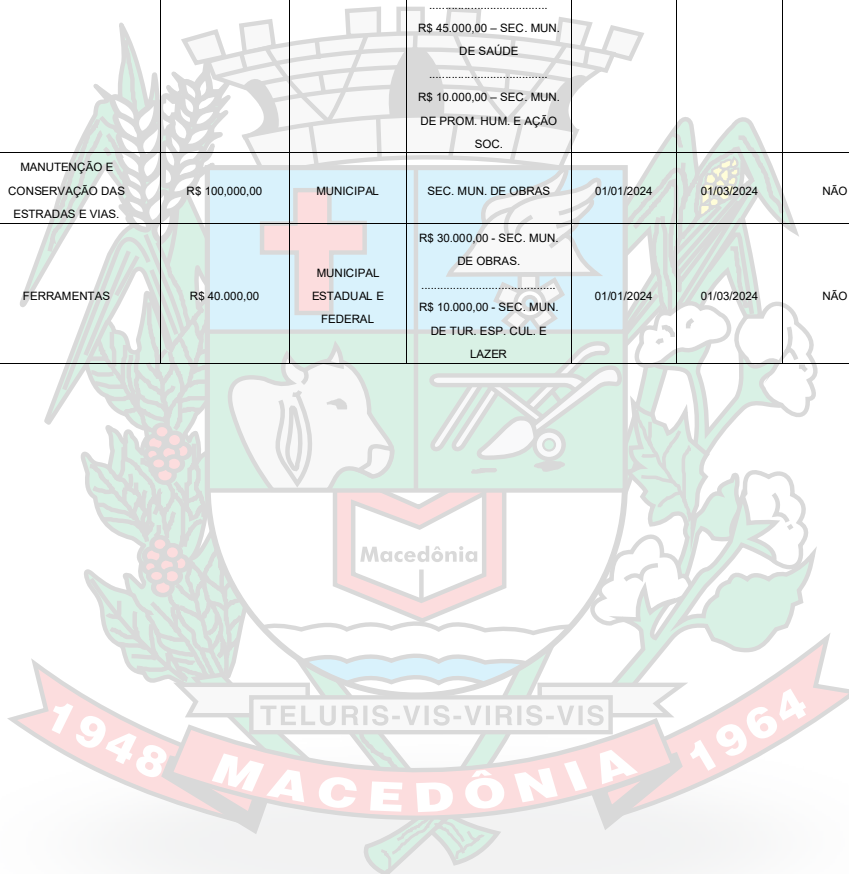 ....................................
R$ 45.000,00 – SEC. MUN.
DE SAÚDE
....................................
R$ 10.000,00 – SEC. MUN.
DE PROM. HUM. E AÇÃO
SOC.
MANUTENÇÃO E
CONSERVAÇÃO DAS
ESTRADAS E VIAS.
R$ 100,000,00
MUNICIPAL
SEC. MUN. DE OBRAS
01/01/2024
01/03/2024
NÃO
FERRAMENTAS
R$ 40.000,00
MUNICIPAL
ESTADUAL E
FEDERAL
R$ 30.000,00 - SEC. MUN.
DE OBRAS.
.........................................
R$ 10.000,00 - SEC. MUN.
DE TUR. ESP. CUL. E
LAZER
01/01/2024
01/03/2024
NÃO
Macedônia
TELURIS-VIS-VIRIS-VIS
1948 MACEDÔNIA 1964